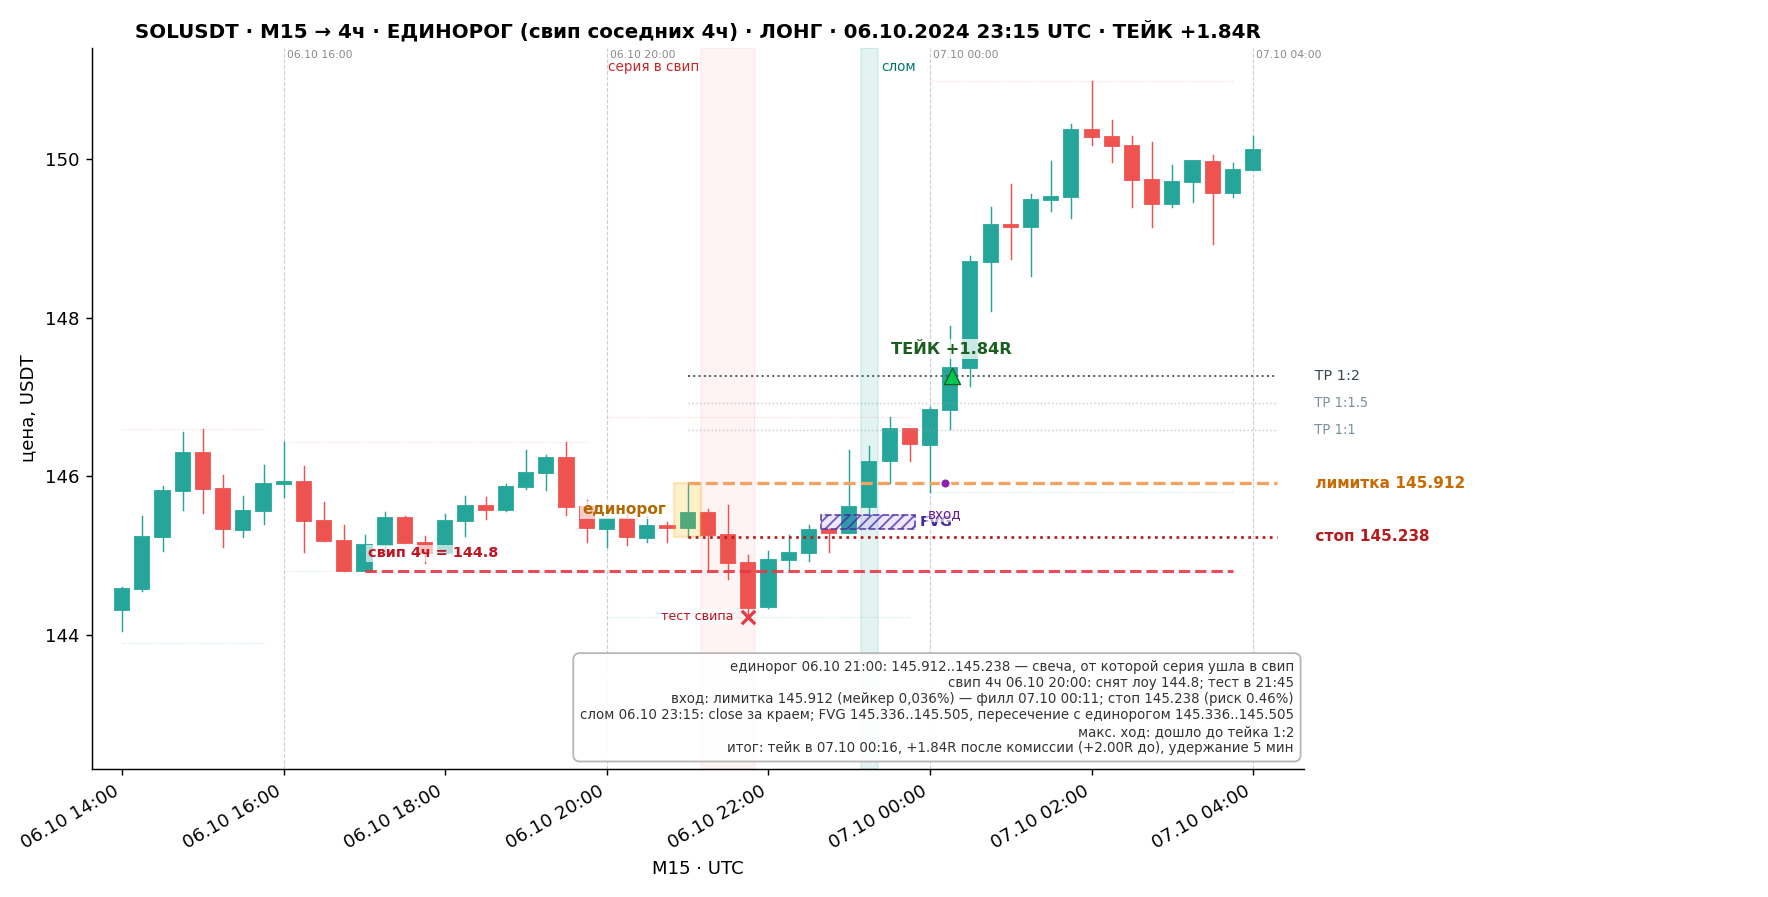 SOLUSDT · M15 → 4ч · ЕДИНОРОГ (свип соседних 4ч) · ЛОНГ · 06.10.2024 23:15 UTC · ТЕЙК +1.84R
06.10 16:00
06.10 20:00
07.10 00:00
07.10 04:00
серия в свип
слом
150
148
146
144
цена, USDT
ТЕЙК +1.84R
TP 1:2
TP 1:1.5
TP 1:1
лимитка 145.912
стоп 145.238
единорог
вход
FVG
свип 4ч = 144.8
тест свипа
единорог 06.10 21:00: 145.912..145.238 — свеча, от которой серия ушла в свип
свип 4ч 06.10 20:00: снят лоу 144.8; тест в 21:45
вход: лимитка 145.912 (мейкер 0,036%) — филл 07.10 00:11; стоп 145.238 (риск 0.46%)
слом 06.10 23:15: close за краем; FVG 145.336..145.505, пересечение с единорогом 145.336..145.505
макс. ход: дошло до тейка 1:2
итог: тейк в 07.10 00:16, +1.84R после комиссии (+2.00R до), удержание 5 мин
06.10 14:00
06.10 16:00
06.10 18:00
06.10 20:00
06.10 22:00
07.10 00:00
07.10 02:00
07.10 04:00
M15 · UTC